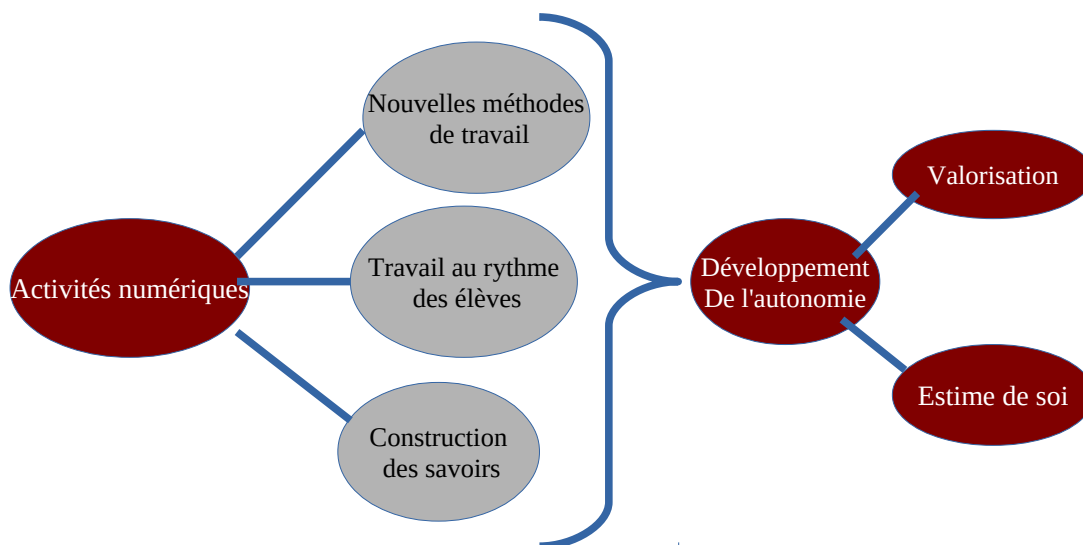 Activités numériques
Nouvelles méthodes
de travail
Travail au rythme
des élèves
Construction
des savoirs
Développement
De l'autonomie
Valorisation
Estime de soi